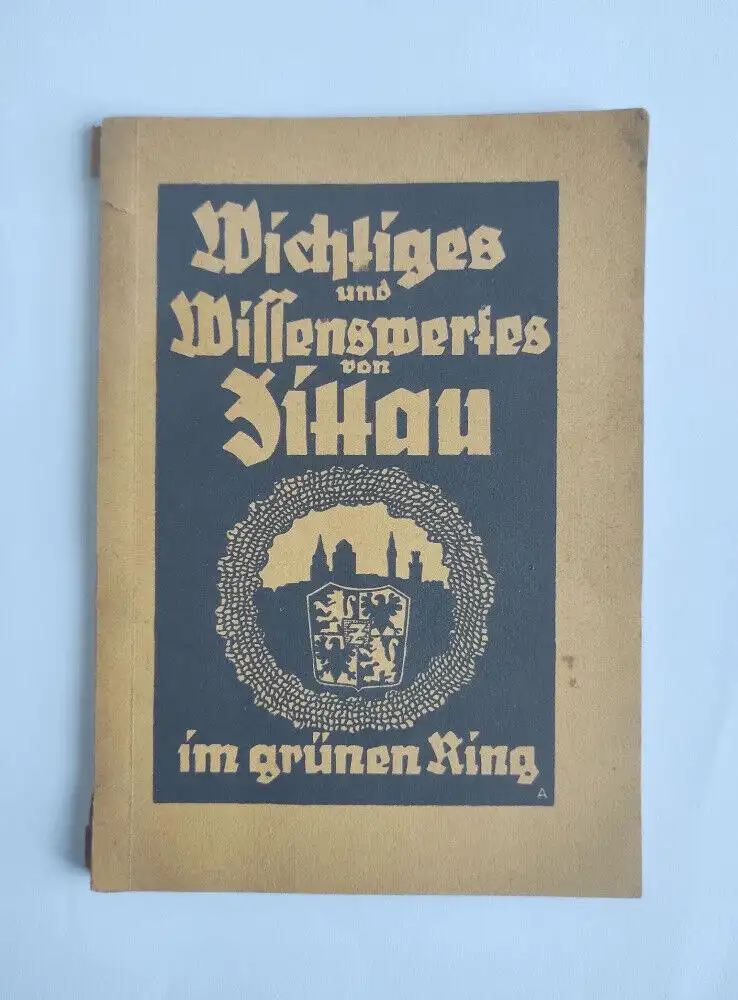 Wichtiges
und
Wissenswertes
von
Zittau
Z
im grünen Ring
A